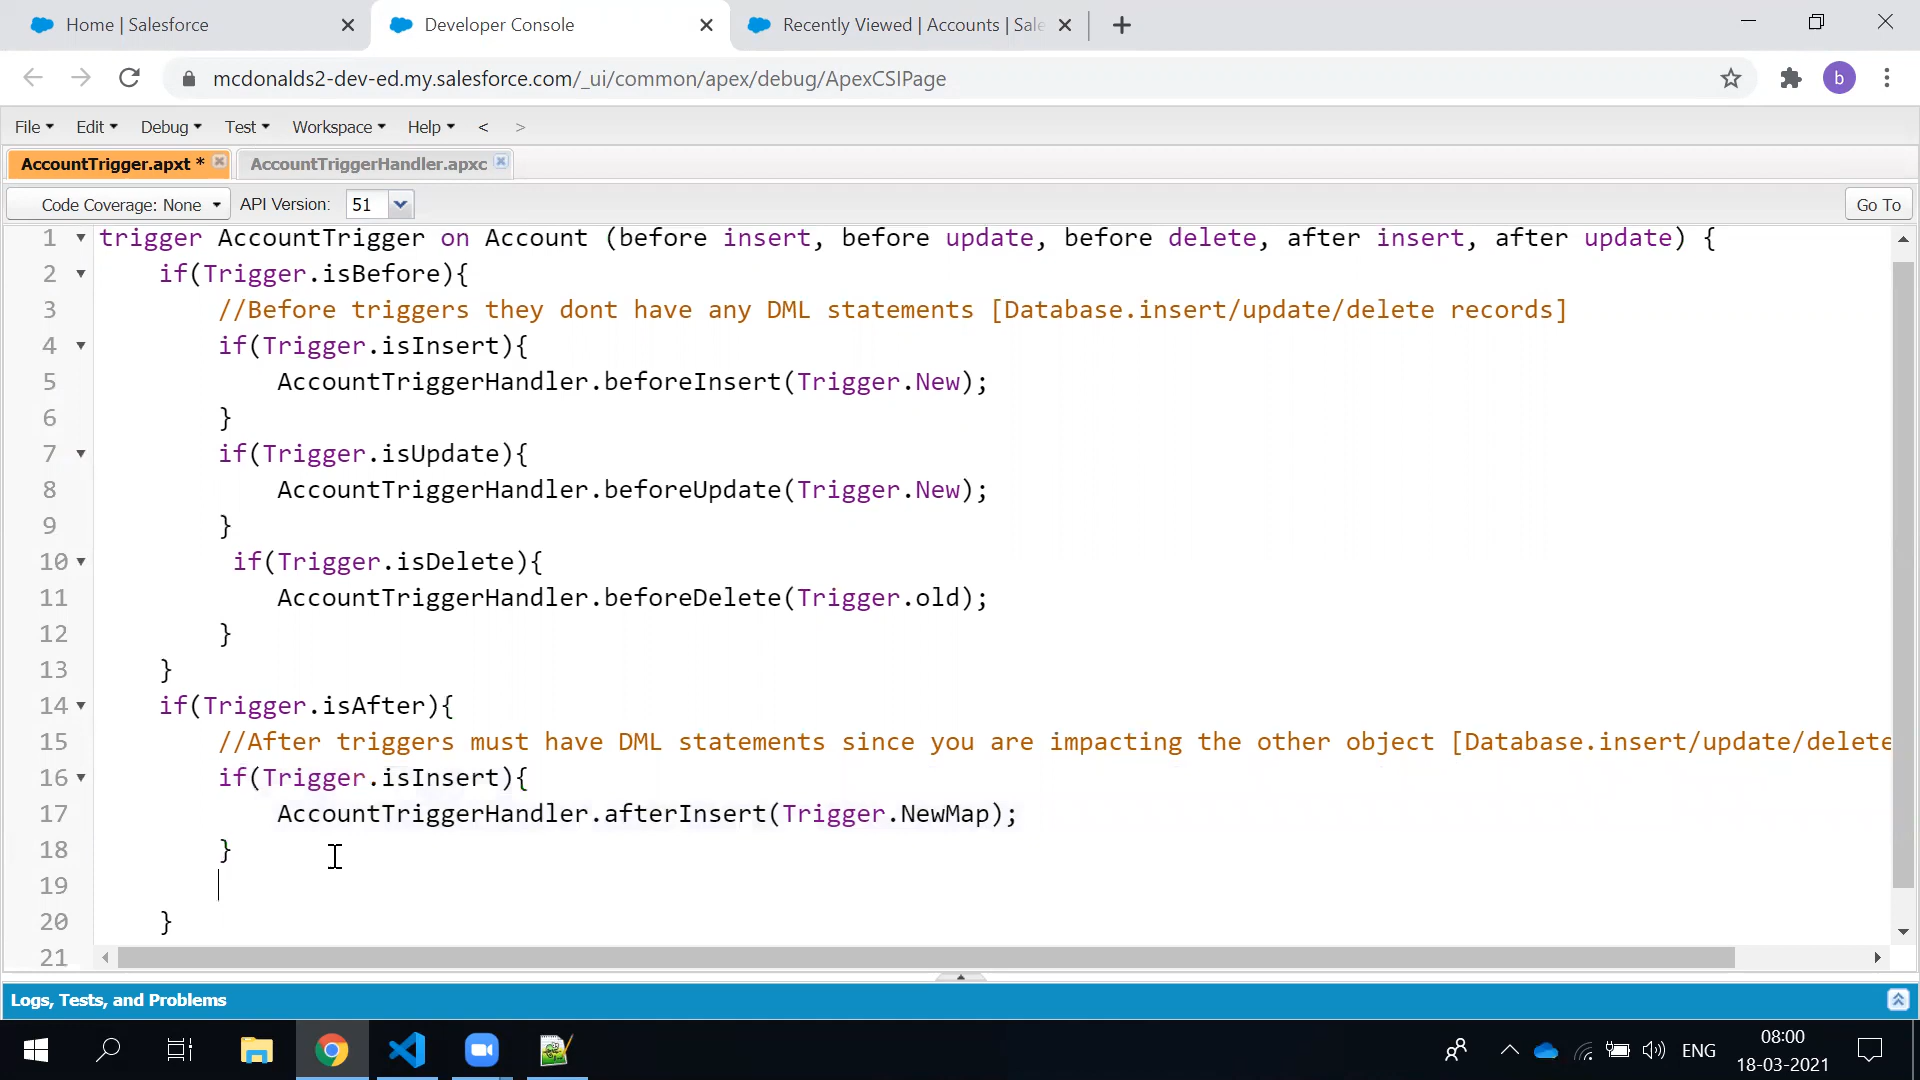 Home | Salesforce
Developer Console
Recently Viewed | Accounts | Sale
mcdonalds2-dev-ed.my.salesforce.com/_ui/common/apex/debug/ApexCSIPage
b
File Edit Debug Test Workspace Help < >
AccountTrigger.apxt * AccountTriggerHandler.apxc
Code Coverage: None API Version: 51 Go To
1 trigger AccountTrigger on Account (before insert, before update, before delete, after insert, after update) {
2 if(Trigger.isBefore){
3 //Before triggers they dont have any DML statements [Database.insert/update/delete records]
4 if(Trigger.isInsert){
5 AccountTriggerHandler.beforeInsert(Trigger.New);
6 }
7 if(Trigger.isUpdate){
8 AccountTriggerHandler.beforeUpdate(Trigger.New);
9 }
10 if(Trigger.isDelete){
11 AccountTriggerHandler.beforeDelete(Trigger.old);
12 }
13 }
14 if(Trigger.isAfter){
15 //After triggers must have DML statements since you are impacting the other object [Database.insert/update/delete
16 if(Trigger.isInsert){
17 AccountTriggerHandler.afterInsert(Trigger.NewMap);
18 }
19
20 }
21
Logs, Tests, and Problems
ENG
08:00
18-03-2021